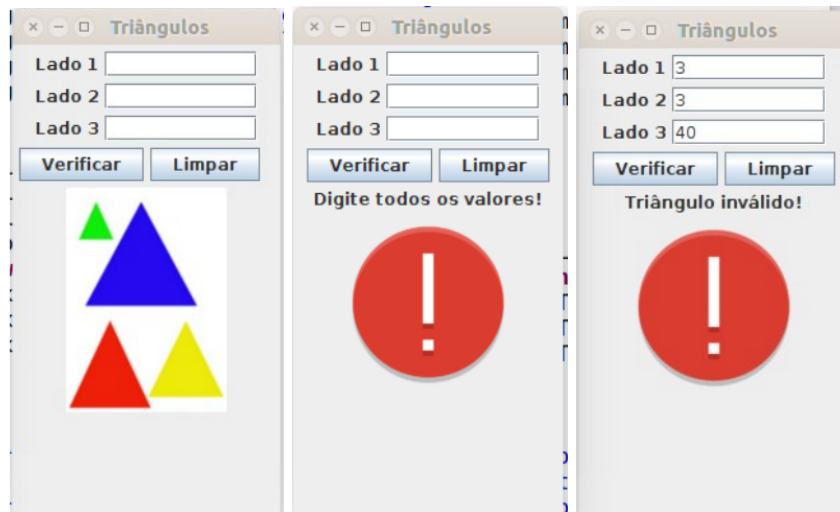 Triângulos
Lado 1
Lado 2
Lado 3
Verificar Limpar
Triângulos
Lado 1
Lado 2
Lado 3
Verificar Limpar
Digite todos os valores!
!
Triângulos
Lado 1 3
Lado 2 3
Lado 3 40
Verificar Limpar
Triângulo inválido!
!